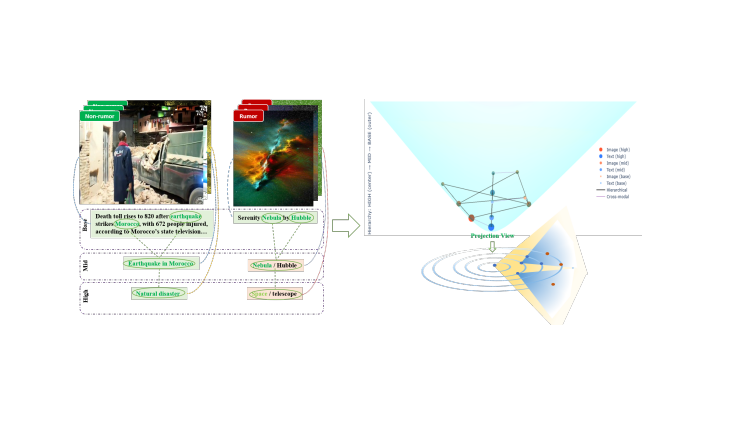 Non-rumor
Rumor
Base
Death toll rises to 820 after earthquake
strikes Morocco, with 672 people injured,
according to Morocco's state television…
Serenity Nebula by Hubble
Mid
Earthquake in Morocco
Nebula / Hubble
High
Natural disaster
Space / telescope
Hierarchy: HIGH (center) → MID → BASE (outer)
Image (high)
Text (high)
Image (mid)
Text (mid)
Image (base)
Text (base)
Hierarchical
Cross-modal
Projection View